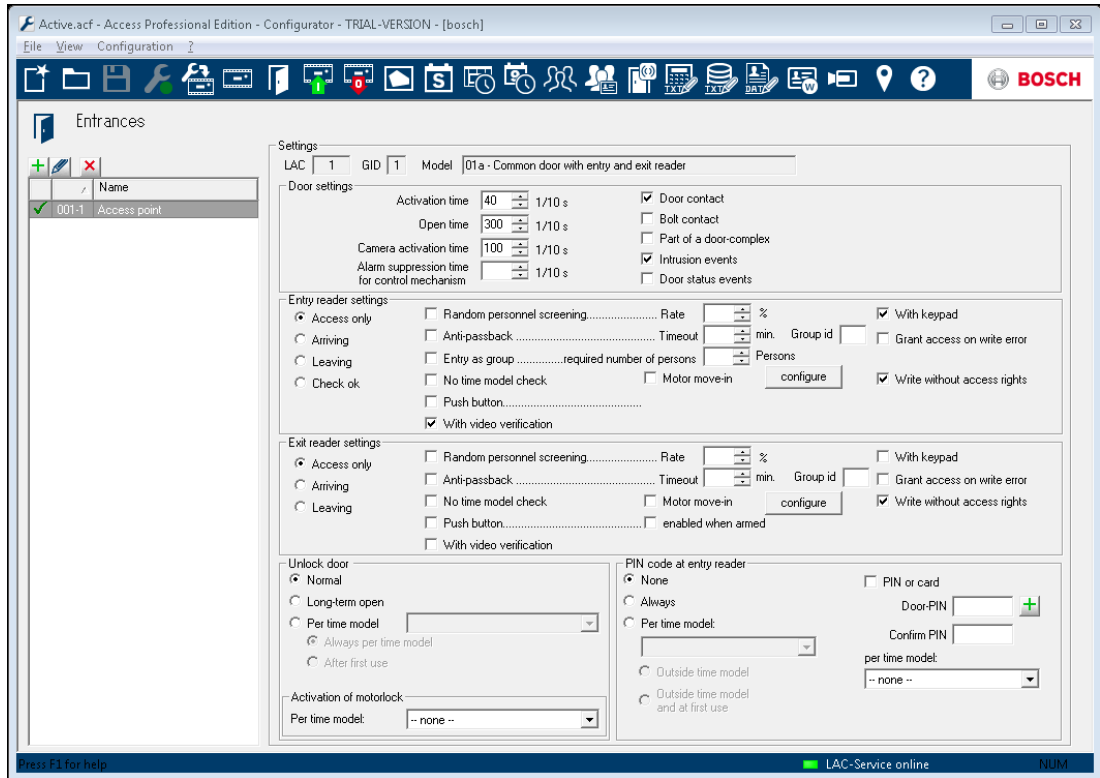 Active.acf - Access Professional Edition - Configurator - TRIAL-VERSION - [bosch]
File View Configuration ?
TXT TXT DATA W ? BOSCH
Entrances
Settings
LAC 1 GID 1 Model 01a - Common door with entry and exit reader
Name
001-1 Access point
Door settings
Activation time 40 1/10 s Door contact
Open time 300 1/10 s Bolt contact
Camera activation time 100 1/10 s Part of a door-complex
Alarm suppression time
for control mechanism 1/10 s Intrusion events
Door status events
Entry reader settings
Access only Random personnel screening...................... Rate % With keypad
Arriving Anti-passback ........................................... Timeout min. Group id Grant access on write error
Leaving Entry as group ..............required number of persons Persons
Check ok No time model check Motor move-in configure Write without access rights
Push button...........................................
With video verification
Exit reader settings
Access only Random personnel screening...................... Rate % With keypad
Arriving Anti-passback ........................................... Timeout min. Group id Grant access on write error
Leaving No time model check Motor move-in configure Write without access rights
Push button........................................... enabled when armed
With video verification
Unlock door
Normal
Long-term open
Per time model
Always per time model
After first use
Activation of motorlock
Per time model: -- none --
PIN code at entry reader
None PIN or card
Always Door-PIN
Per time model: Confirm PIN
per time model:
Outside time model -- none --
Outside time model
and at first use
Press F1 for help LAC-Service online NUM